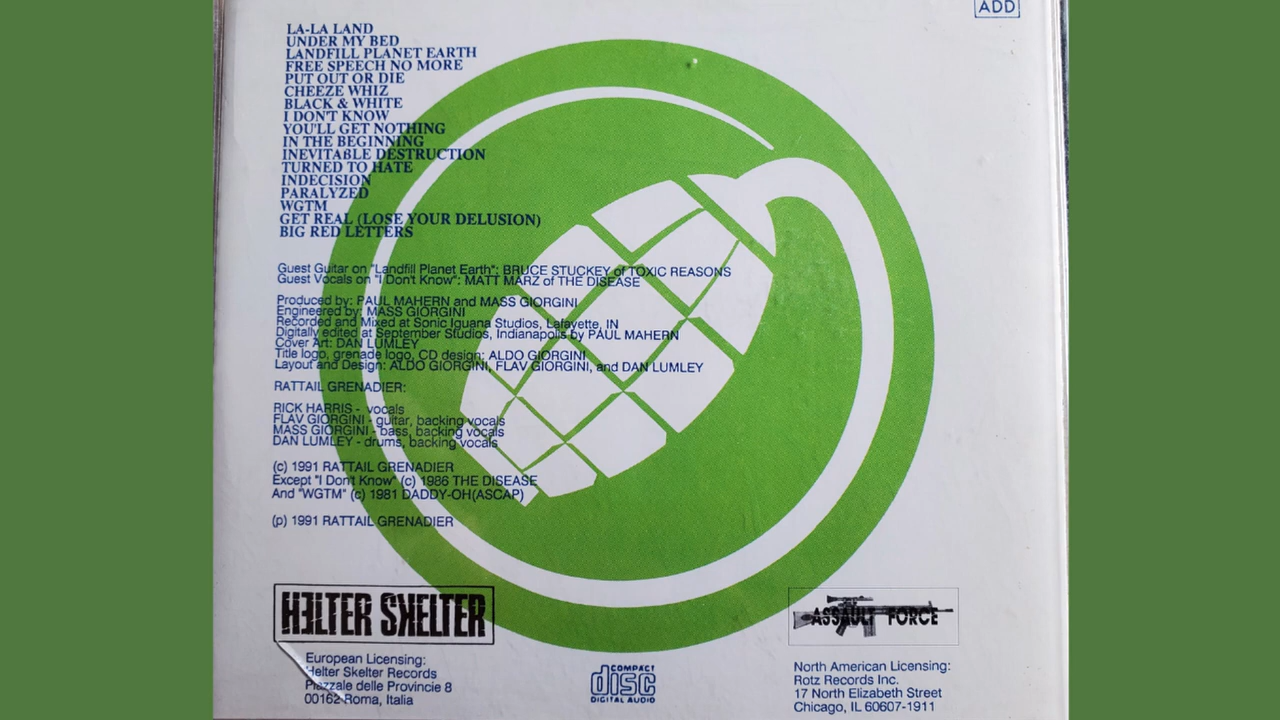 ADD
LA-LA LAND
UNDER MY BED
LANDFILL PLANET EARTH
FREE SPEECH NO MORE
PUT OUT OR DIE
CHEEZE WHIZ
BLACK & WHITE
I DON'T KNOW
YOU'LL GET NOTHING
IN THE BEGINNING
INEVITABLE DESTRUCTION
TURNED TO HATE
INDECISION
PARALYZED
WGTM
GET REAL (LOSE YOUR DELUSION)
BIG RED LETTERS
Guest Guitar on "Landfill Planet Earth": BRUCE STUCKEY of TOXIC REASONS
Guest Vocals on "I Don't Know": MATT MARZ of THE DISEASE
Produced by: PAUL MAHERN and MASS GIORGINI
Engineered by: MASS GIORGINI
Recorded and Mixed at Sonic Iguana Studios, Lafayette, IN
Digitally edited at September Studios, Indianapolis by PAUL MAHERN
Cover Art: DAN LUMLEY
Title logo, grenade logo, CD design: ALDO GIORGINI
Layout and Design: ALDO GIORGINI, FLAV GIORGINI, and DAN LUMLEY
RATTAIL GRENADIER:
RICK HARRIS - vocals
FLAV GIORGINI - guitar, backing vocals
MASS GIORGINI - bass, backing vocals
DAN LUMLEY - drums, backing vocals
(c) 1991 RATTAIL GRENADIER
Except "I Don't Know" (c) 1986 THE DISEASE
And "WGTM" (c) 1981 DADDY-OH(ASCAP)
(p) 1991 RATTAIL GRENADIER
HELTER SKELTER
European Licensing:
Helter Skelter Records
Piazzale delle Provincie 8
00162 Roma, Italia
COMPACT
disc
DIGITAL AUDIO
ASSAULT FORCE
North American Licensing:
Rotz Records Inc.
17 North Elizabeth Street
Chicago, IL 60607-1911